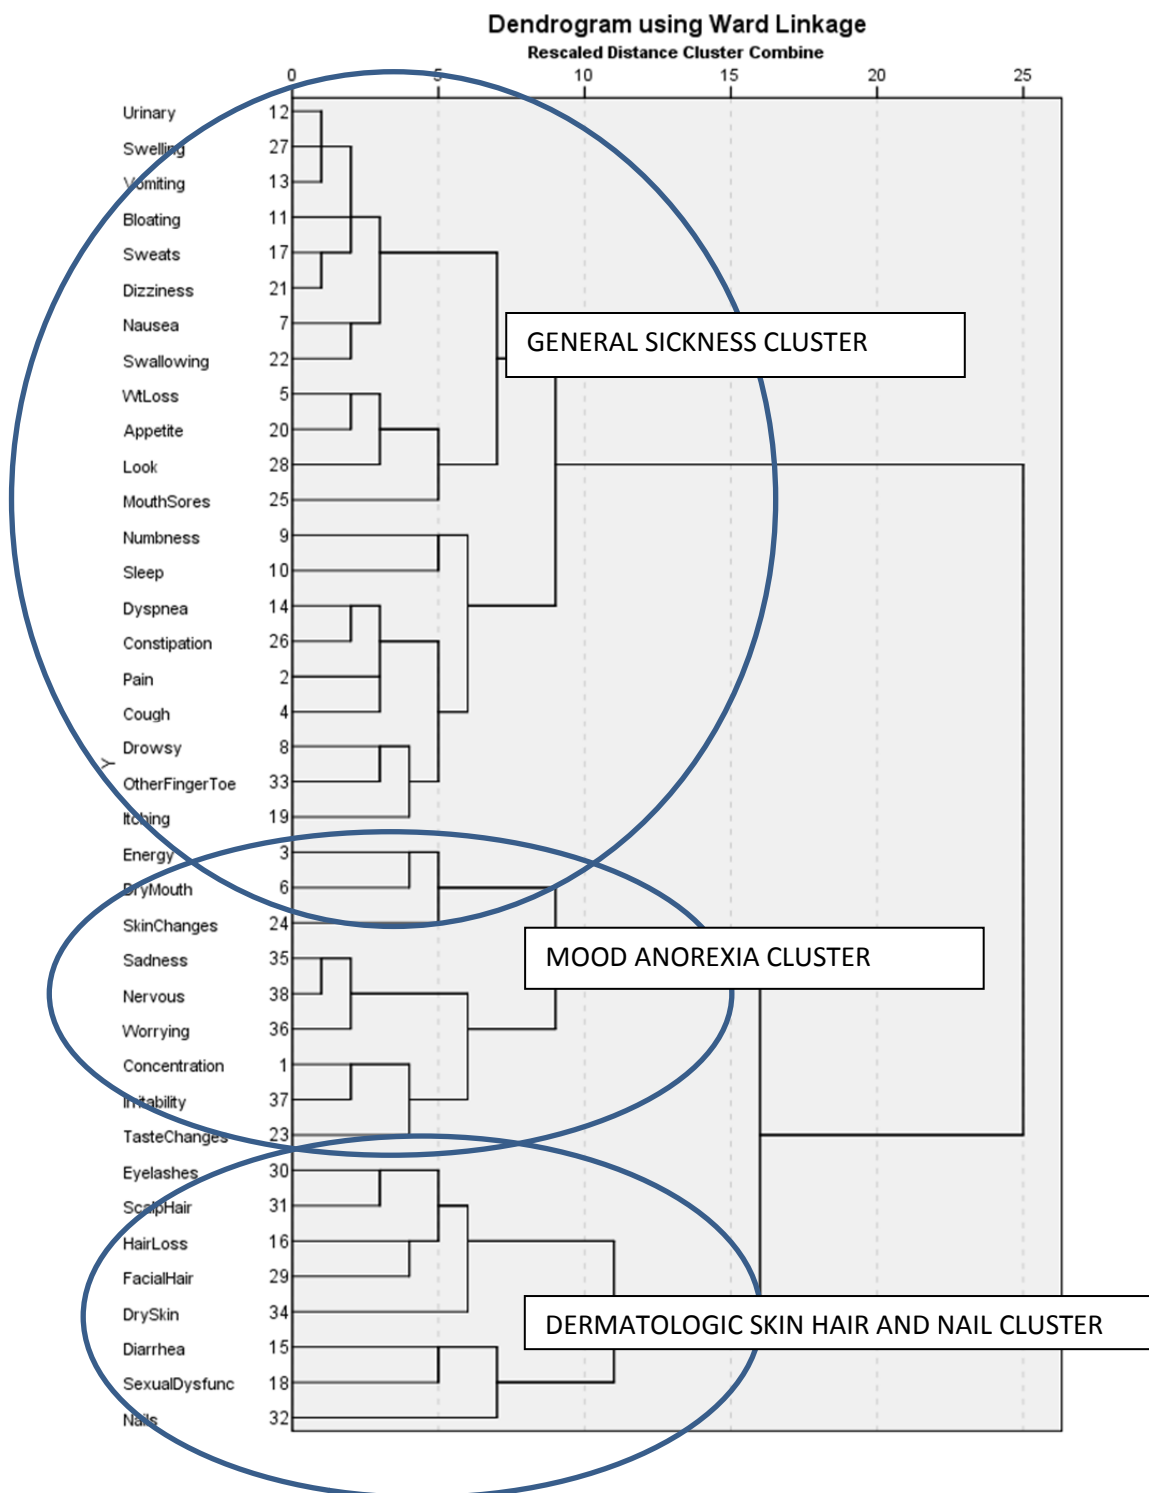 Dendrogram using Ward Linkage
Rescaled Distance Cluster Combine
0 5 10 15 20 25
Urinary 12
Swelling 27
Vomiting 13
Bloating 11
Sweats 17
Dizziness 21
Nausea 7
Swallowing 22
GENERAL SICKNESS CLUSTER
WtLoss 5
Appetite 20
Look 28
MouthSores 25
Numbness 9
Sleep 10
Dyspnea 14
Constipation 26
Pain 2
Cough 4
Drowsy 8
Y
OtherFingerToe 33
Itching 19
Energy 3
DryMouth 6
SkinChanges 24
MOOD ANOREXIA CLUSTER
Sadness 35
Nervous 38
Worrying 36
Concentration 1
Irritability 37
TasteChanges 23
Eyelashes 30
ScalpHair 31
HairLoss 16
FacialHair 29
DrySkin 34
DERMATOLOGIC SKIN HAIR AND NAIL CLUSTER
Diarrhea 15
SexualDysfunc 18
Nails 32